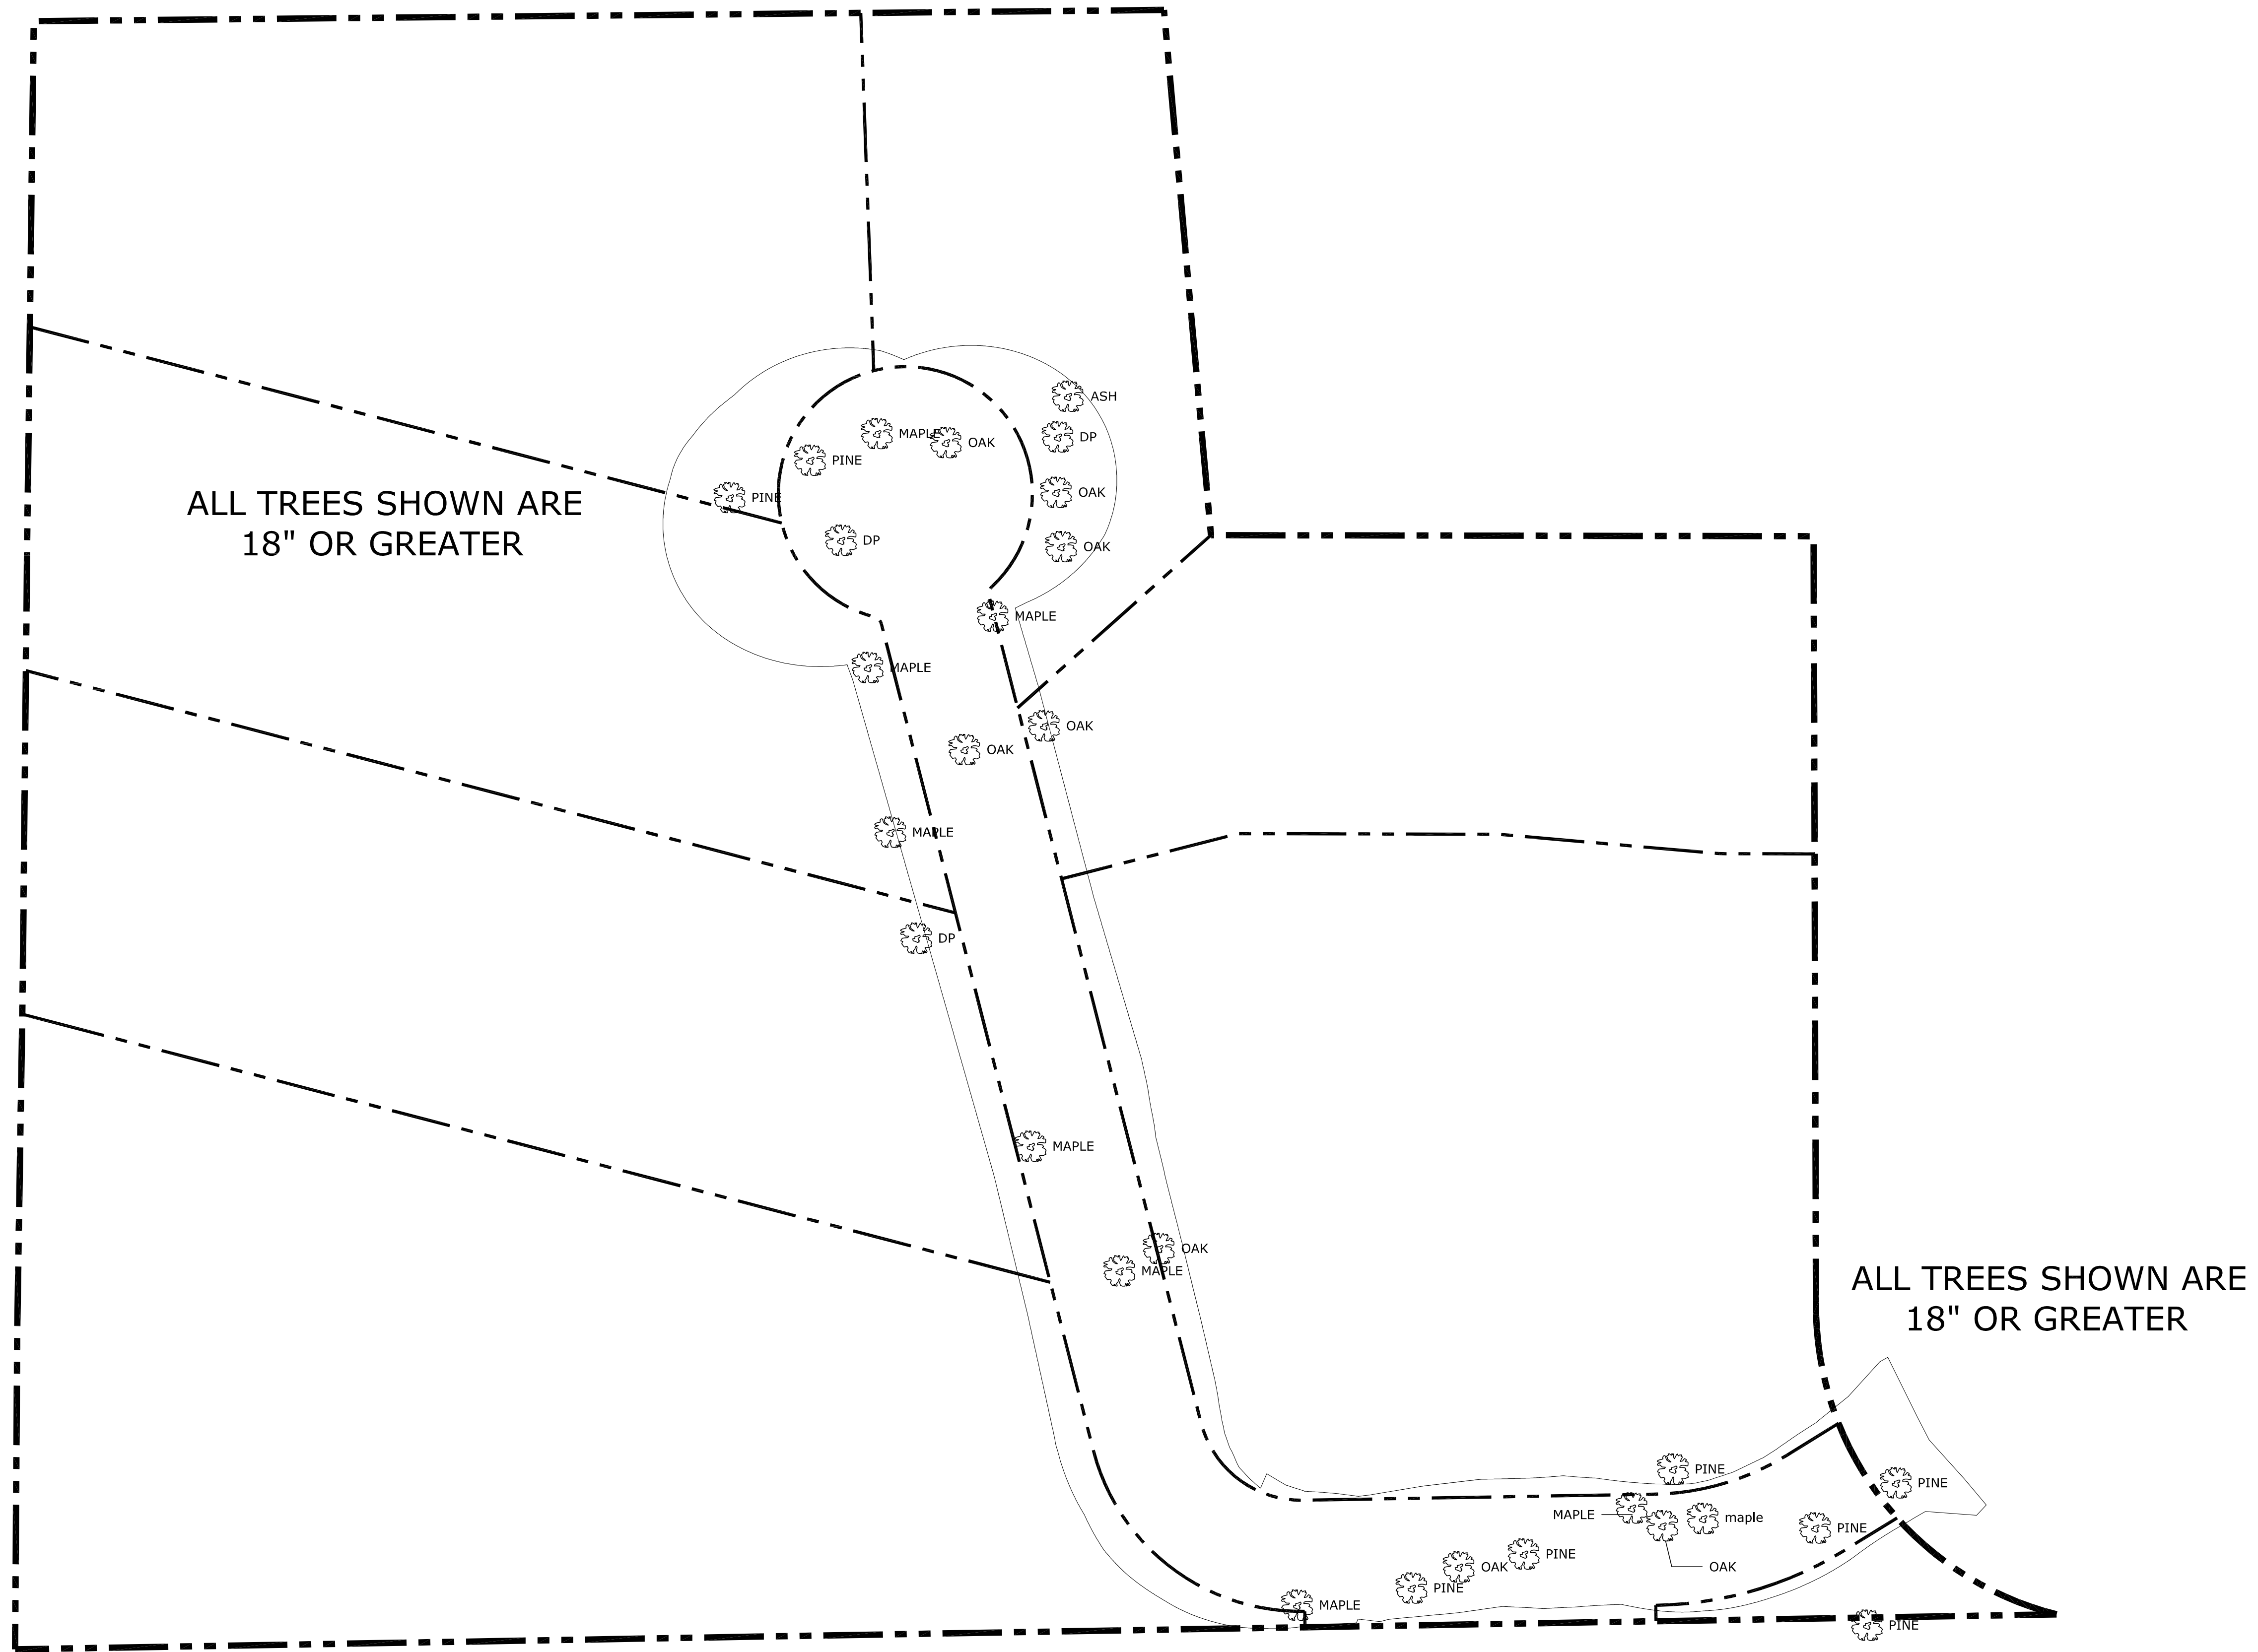 ASH
MAPLE
OAK
DP
PINE
PINE
OAK
ALL TREES SHOWN ARE
18" OR GREATER
DP
OAK
MAPLE
MAPLE
OAK
OAK
MAPLE
DP
MAPLE
OAK
MAPLE
ALL TREES SHOWN ARE
18" OR GREATER
PINE
PINE
MAPLE
maple
PINE
PINE
OAK
OAK
PINE
MAPLE
PINE